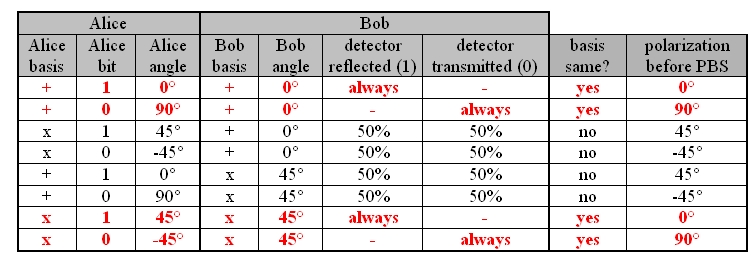 Alice Bob
Alice basis Alice bit Alice angle Bob basis Bob angle detector reflected (1) detector transmitted (0) basis same? polarization before PBS
+ 1 0° + 0° always - yes 0°
+ 0 90° + 0° - always yes 90°
x 1 45° + 0° 50% 50% no 45°
x 0 -45° + 0° 50% 50% no -45°
+ 1 0° x 45° 50% 50% no 45°
+ 0 90° x 45° 50% 50% no -45°
x 1 45° x 45° always - yes 0°
x 0 -45° x 45° - always yes 90°